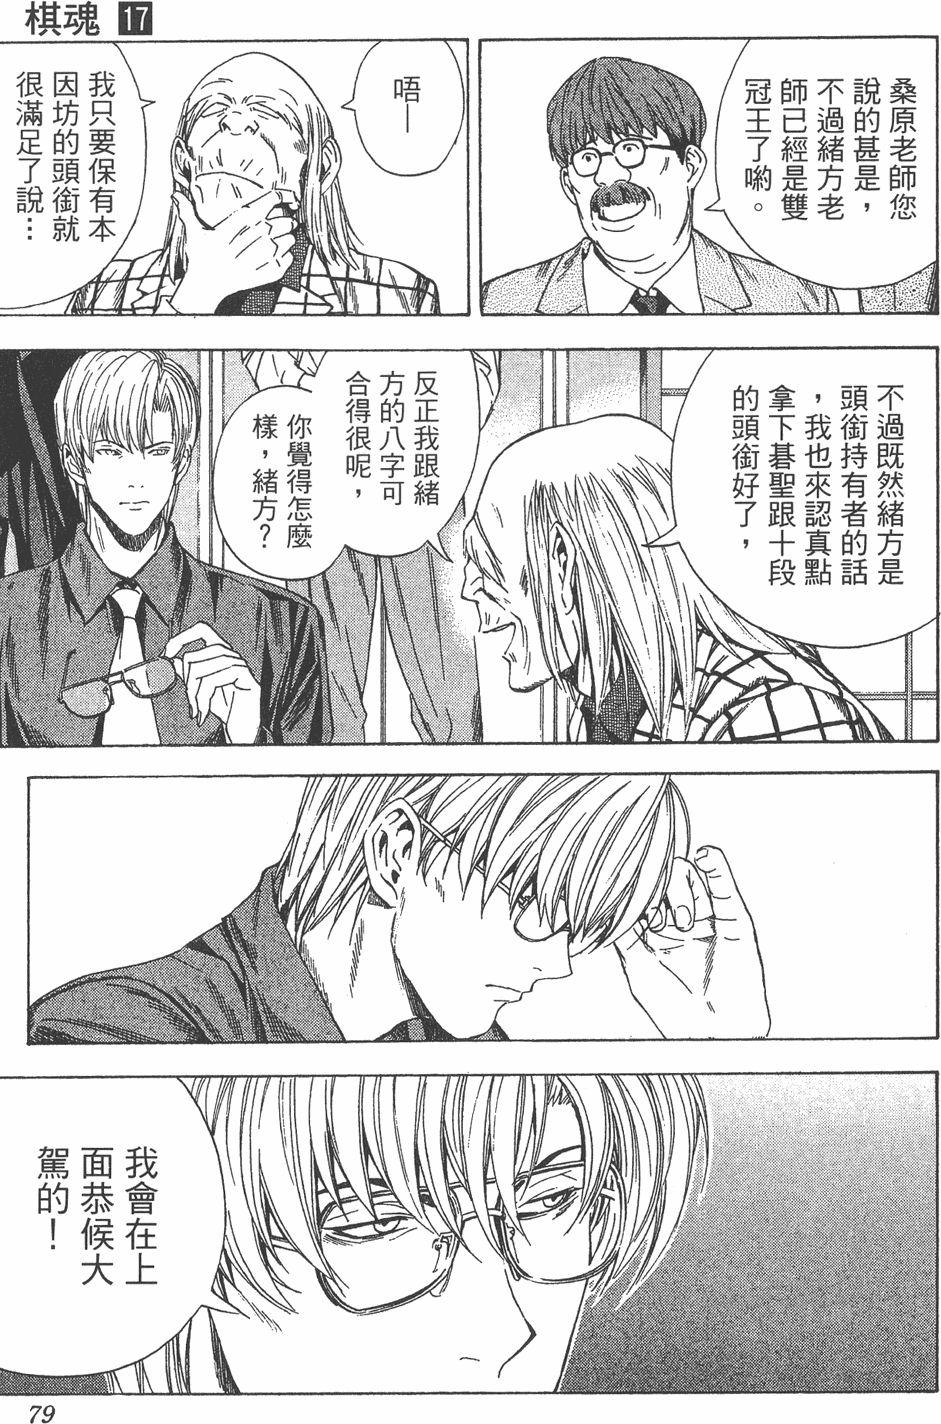 棋魂 17
桑原老師您
說的甚是，
不過緒方老
師已經是雙
冠王了喲。
唔—
我只要保有本
因坊的頭銜就
很滿足了說…
不過既然緒方是
頭銜持有者的話
，我也來認真點
拿下碁聖跟十段
的頭銜好了，
反正我跟緒
方的八字可
合得很呢，
你覺得怎麼
樣，緒方？
我會在上
面恭候大
駕的！
79